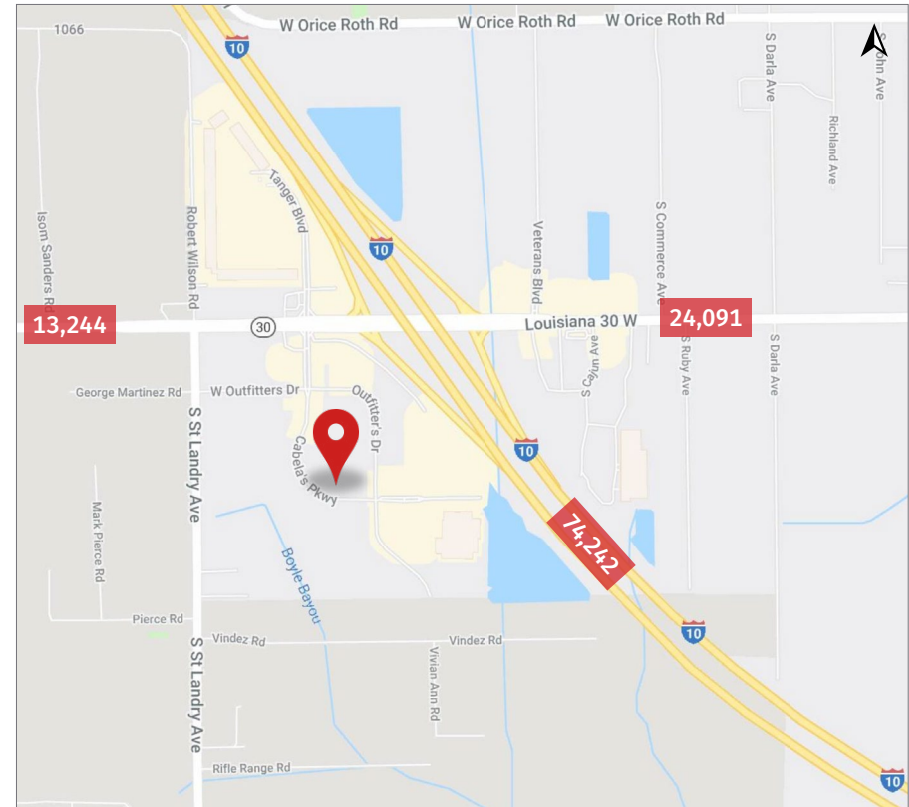 W Orice Roth Rd
W Orice Roth Rd
W Orice Roth Rd
1066
10
S Darla Ave
S John Ave
Richland Ave
Tanger Blvd
Isom Sanders Rd
Robert Wilson Rd
10
Veterans Blvd
S Commerce Ave
13,244
30
Louisiana 30 W
24,091
S Cajun Ave
S Ruby Ave
S Darla Ave
George Martinez Rd
W Outfitters Dr
Outfitter's Dr
S St Landry Ave
Cabela's Pkwy
10
Mark Pierce Rd
74,242
Boyle Bayou
Pierce Rd
Vindez Rd
Vindez Rd
10
S St Landry Ave
Vivian Ann Rd
Rifle Range Rd
10